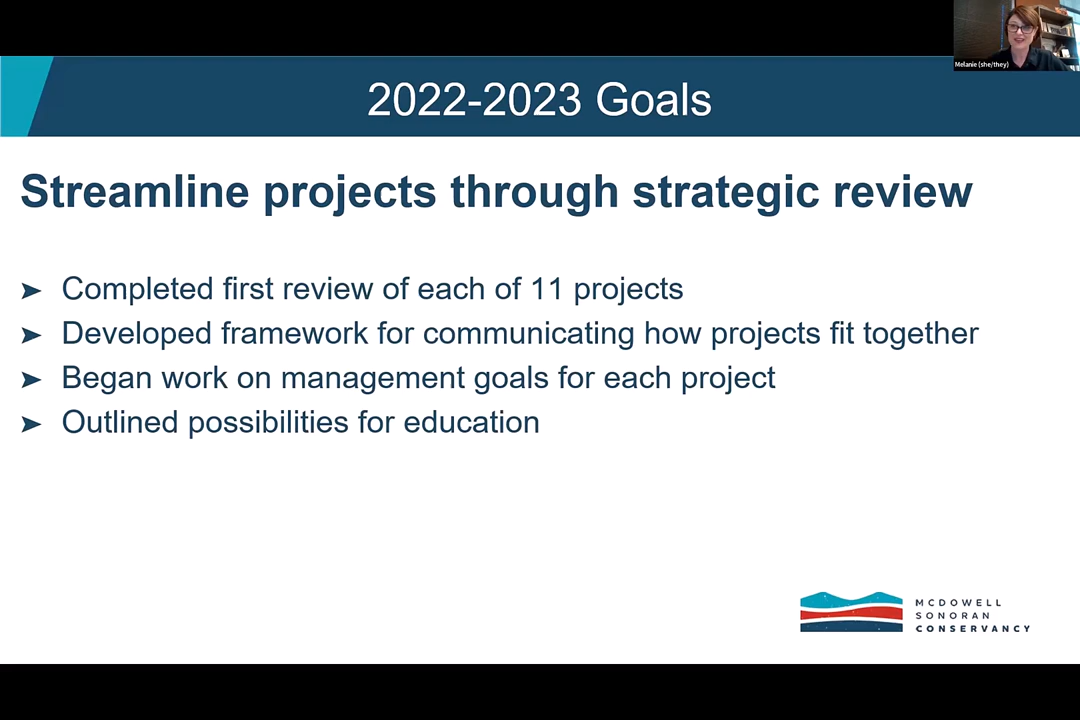 Melanie (she/they)
2022-2023 Goals
Streamline projects through strategic review
➤ Completed first review of each of 11 projects
➤ Developed framework for communicating how projects fit together
➤ Began work on management goals for each project
➤ Outlined possibilities for education
MCDOWELL
SONORAN
CONSERVANCY